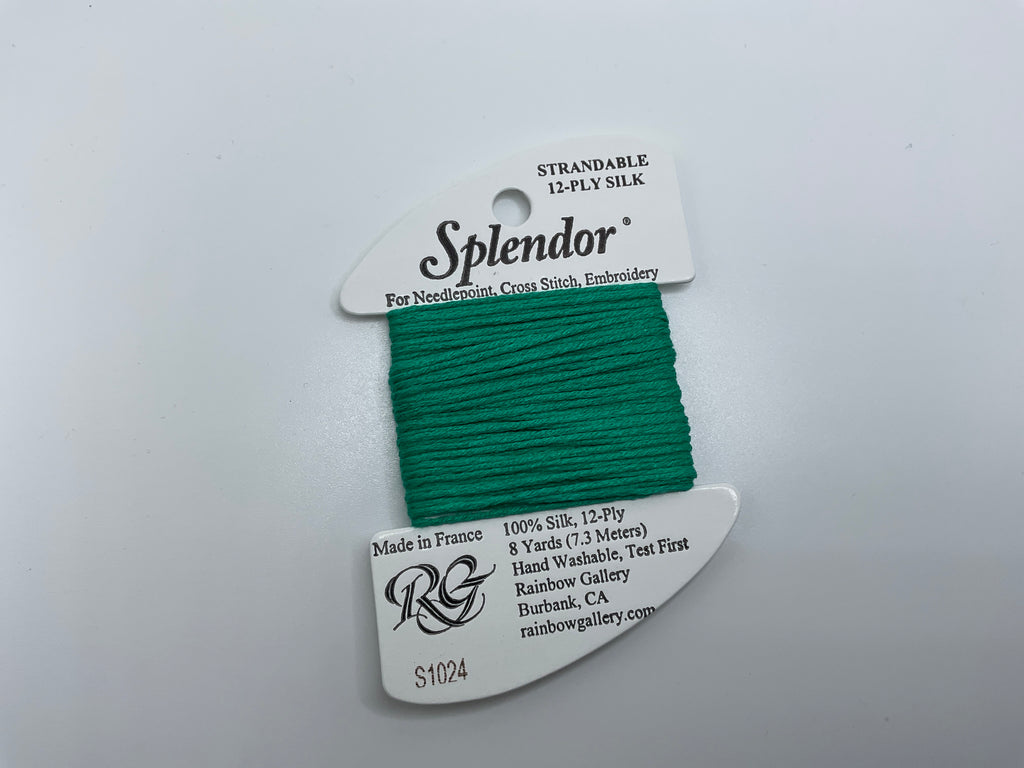 STRANDABLE
12-PLY SILK
Splendor®
For Needlepoint, Cross Stitch, Embroidery
Made in France
RG
S1024
100% Silk, 12-Ply
8 Yards (7.3 Meters)
Hand Washable, Test First
Rainbow Gallery
Burbank, CA
rainbowgallery.com